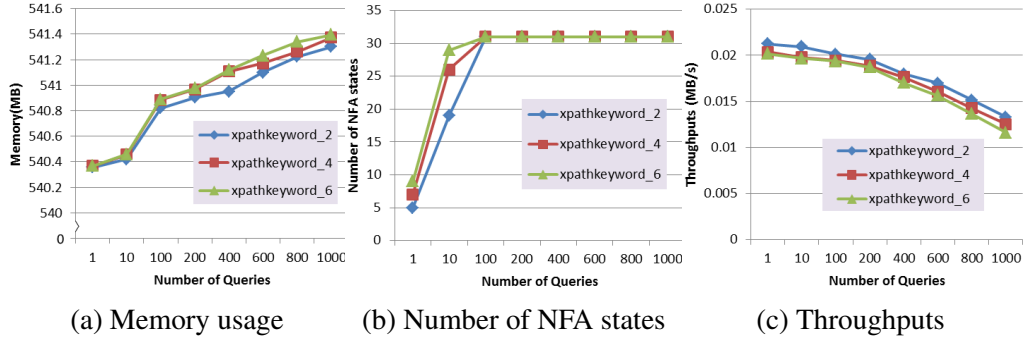 541.6
541.4
541.2
541
540.8
540.6
540.4
540.2
540
0
Memory(MB)
xpathkeyword_2
xpathkeyword_4
xpathkeyword_6
1 10 100 200 400 600 800 1000
Number of Queries
(a) Memory usage
35
30
25
20
15
10
5
0
Number of NFA states
xpathkeyword_2
xpathkeyword_4
xpathkeyword_6
1 10 100 200 400 600 800 1000
Number of Queries
(b) Number of NFA states
0.025
0.02
0.015
0.01
0.005
0
Throughputs (MB/s)
xpathkeyword_2
xpathkeyword_4
xpathkeyword_6
1 10 100 200 400 600 800 1000
Number of Queries
(c) Throughputs